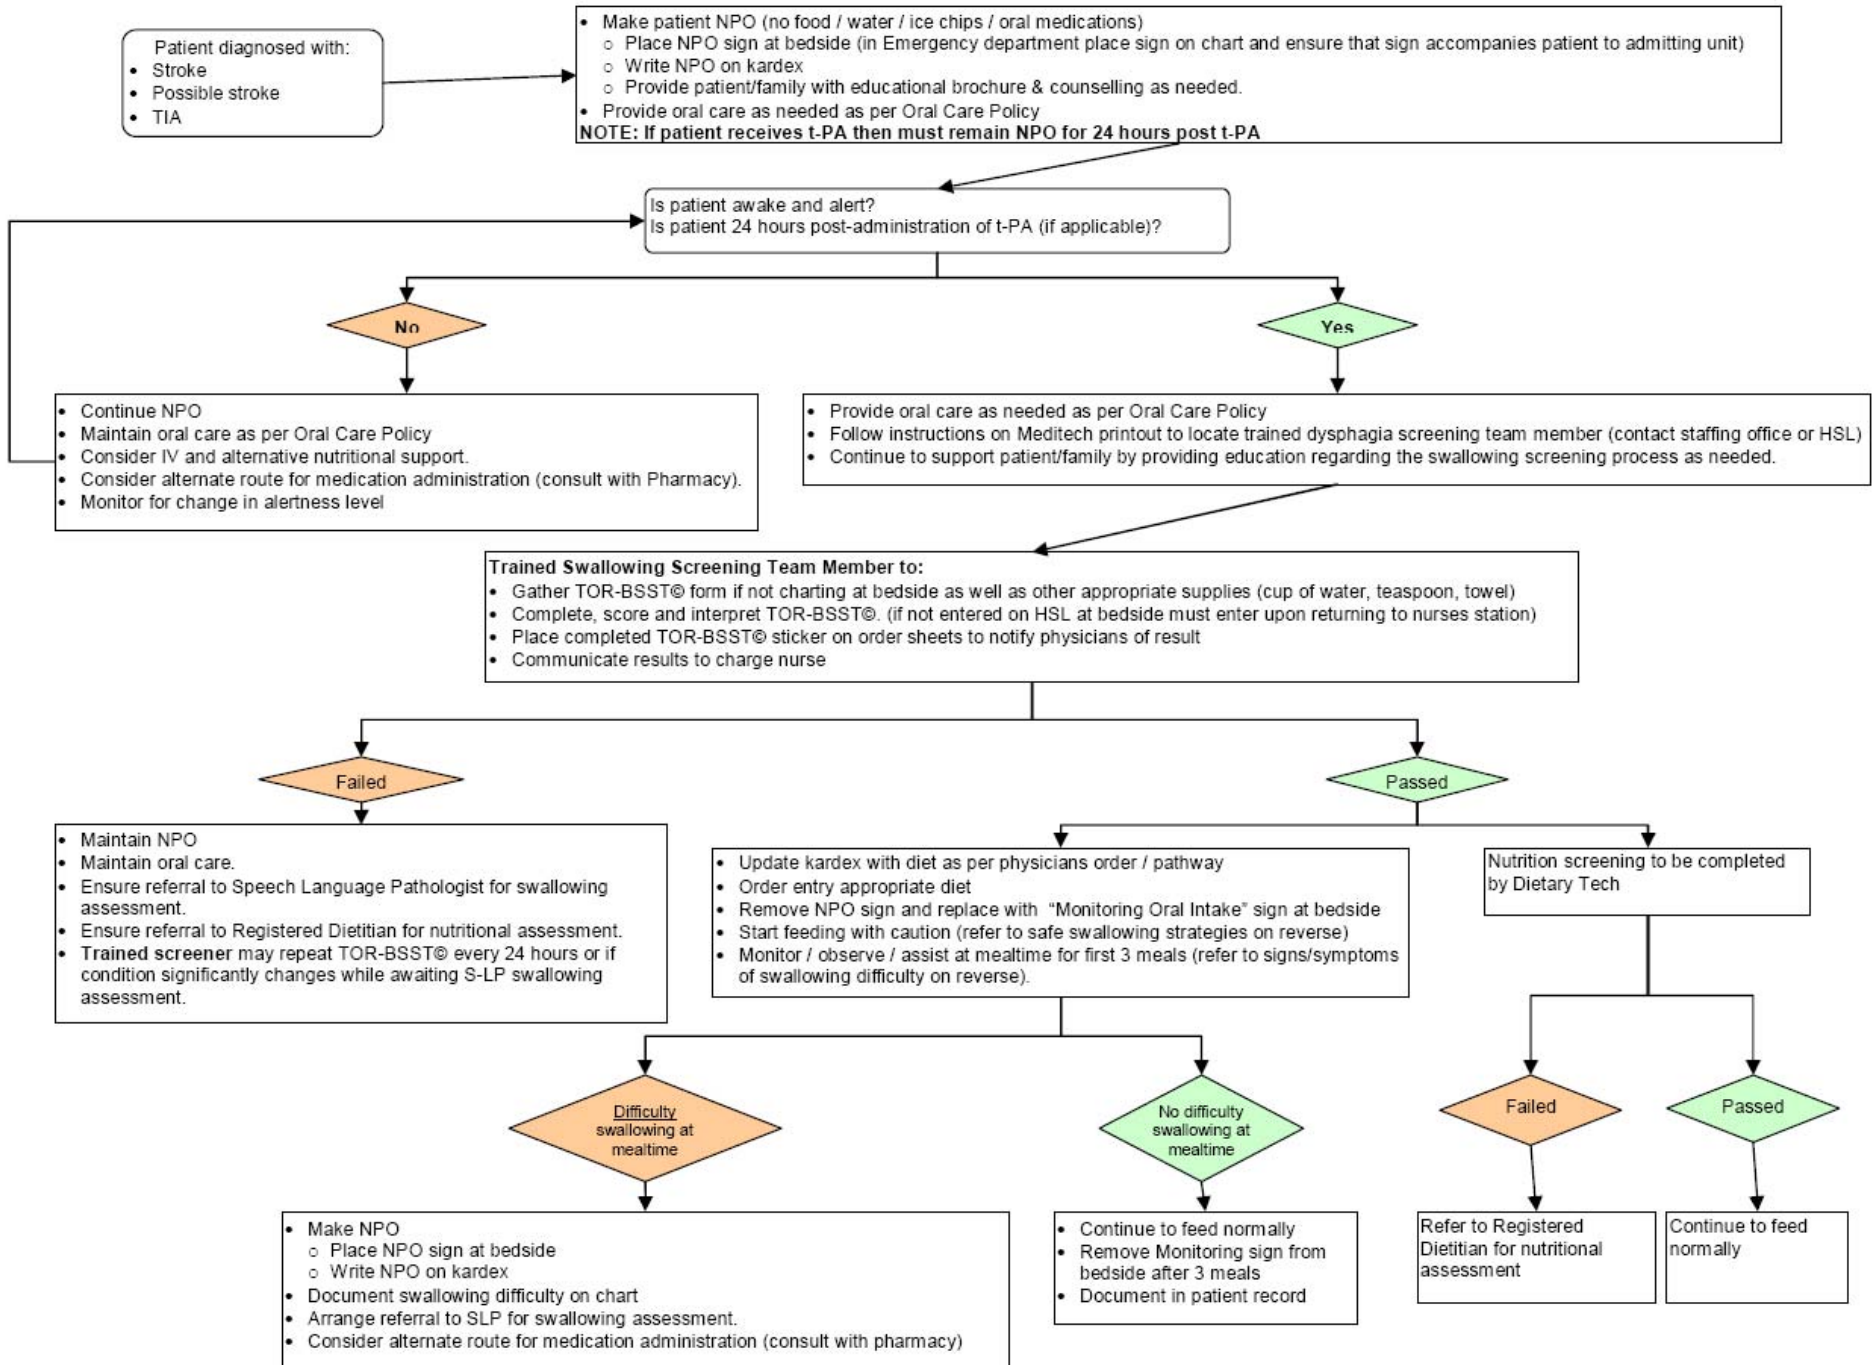 Patient diagnosed with:
• Stroke
• Possible stroke
• TIA
• Make patient NPO (no food / water / ice chips / oral medications)
o Place NPO sign at bedside (in Emergency department place sign on chart and ensure that sign accompanies patient to admitting unit)
o Write NPO on kardex
o Provide patient/family with educational brochure & counselling as needed.
• Provide oral care as needed as per Oral Care Policy
NOTE: If patient receives t-PA then must remain NPO for 24 hours post t-PA
Is patient awake and alert?
Is patient 24 hours post-administration of t-PA (if applicable)?
No
Yes
• Continue NPO
• Maintain oral care as per Oral Care Policy
• Consider IV and alternative nutritional support.
• Consider alternate route for medication administration (consult with Pharmacy).
• Monitor for change in alertness level
• Provide oral care as needed as per Oral Care Policy
• Follow instructions on Meditech printout to locate trained dysphagia screening team member (contact staffing office or HSL)
• Continue to support patient/family by providing education regarding the swallowing screening process as needed.
Trained Swallowing Screening Team Member to:
• Gather TOR-BSST© form if not charting at bedside as well as other appropriate supplies (cup of water, teaspoon, towel)
• Complete, score and interpret TOR-BSST©. (if not entered on HSL at bedside must enter upon returning to nurses station)
• Place completed TOR-BSST© sticker on order sheets to notify physicians of result
• Communicate results to charge nurse
Failed
Passed
• Maintain NPO
• Maintain oral care.
• Ensure referral to Speech Language Pathologist for swallowing
assessment.
• Ensure referral to Registered Dietitian for nutritional assessment.
• Trained screener may repeat TOR-BSST© every 24 hours or if
condition significantly changes while awaiting S-LP swallowing
assessment.
• Update kardex with diet as per physicians order / pathway
• Order entry appropriate diet
• Remove NPO sign and replace with “Monitoring Oral Intake” sign at bedside
• Start feeding with caution (refer to safe swallowing strategies on reverse)
• Monitor / observe / assist at mealtime for first 3 meals (refer to signs/symptoms
of swallowing difficulty on reverse).
Nutrition screening to be completed
by Dietary Tech
Difficulty
swallowing at
mealtime
No difficulty
swallowing at
mealtime
Failed
Passed
• Make NPO
o Place NPO sign at bedside
o Write NPO on kardex
• Document swallowing difficulty on chart
• Arrange referral to SLP for swallowing assessment.
• Consider alternate route for medication administration (consult with pharmacy)
• Continue to feed normally
• Remove Monitoring sign from
bedside after 3 meals
• Document in patient record
Refer to Registered
Dietitian for nutritional
assessment
Continue to feed
normally